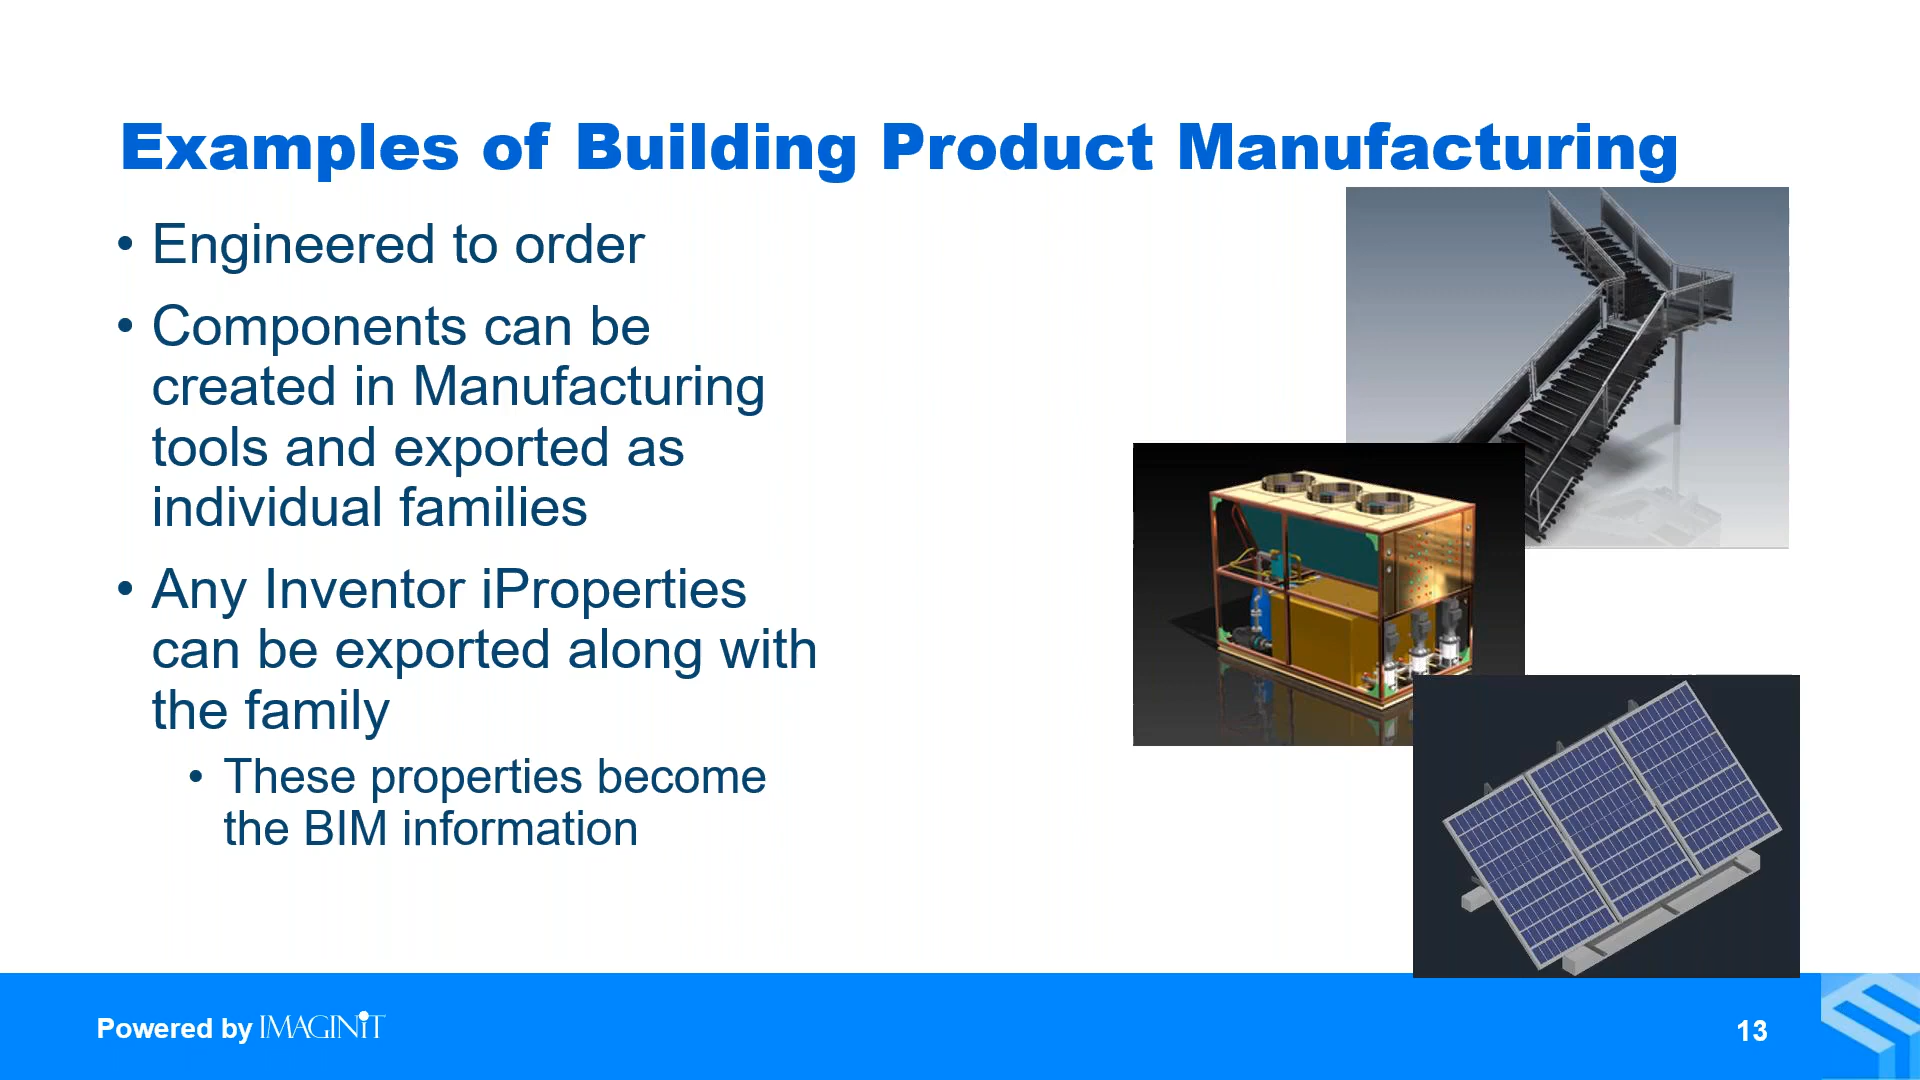 Examples of Building Product Manufacturing
• Engineered to order
• Components can be
created in Manufacturing
tools and exported as
individual families
• Any Inventor iProperties
can be exported along with
the family
• These properties become
the BIM information
Powered by IMAGINiT
13